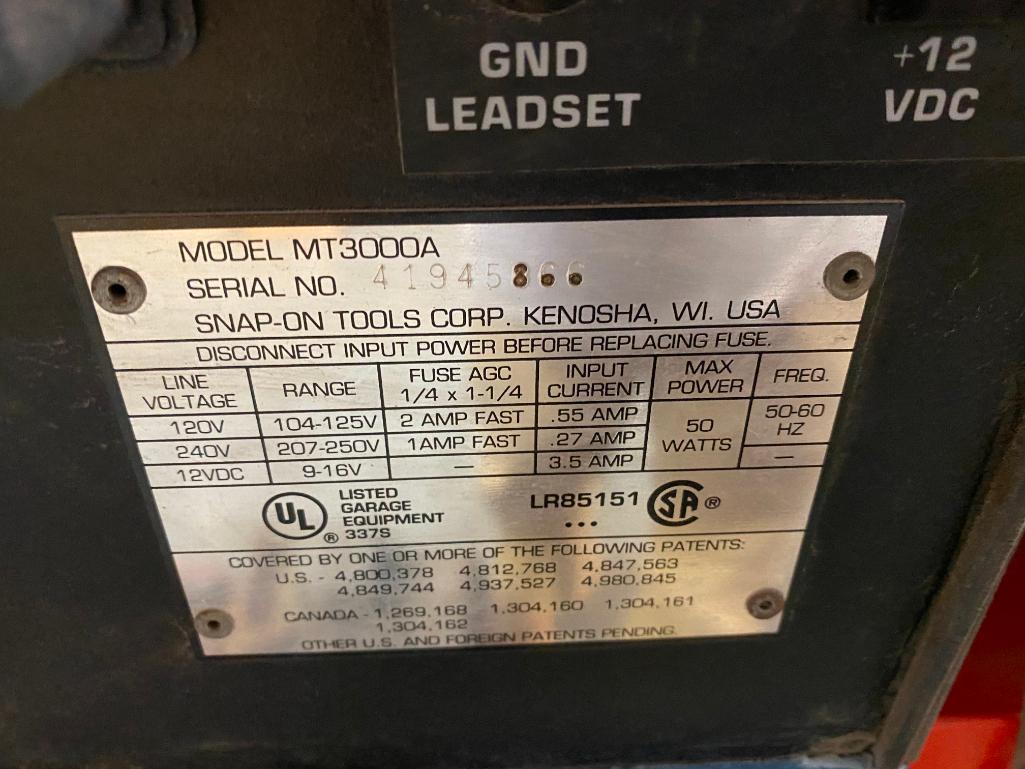 GND
LEADSET
+12
VDC
MODEL MT3000A
SERIAL NO. 41945866
SNAP-ON TOOLS CORP. KENOSHA, WI. USA
DISCONNECT INPUT POWER BEFORE REPLACING FUSE.
LINE VOLTAGE RANGE FUSE AGC 1/4 x 1-1/4 INPUT CURRENT MAX POWER FREQ.
120V 104-125V 2 AMP FAST .55 AMP 50 WATTS 50-60 HZ
240V 207-250V 1AMP FAST .27 AMP
12VDC 9-16V — 3.5 AMP —
UL ®
LISTED
GARAGE
EQUIPMENT
337S
LR85151 SA ®
...
COVERED BY ONE OR MORE OF THE FOLLOWING PATENTS:
U.S. - 4,800,378 4,812,768 4,847,563
4,849,744 4,937,527 4,980,845
CANADA - 1,269,168 1,304,160 1,304,161
1,304,162
OTHER U.S. AND FOREIGN PATENTS PENDING.